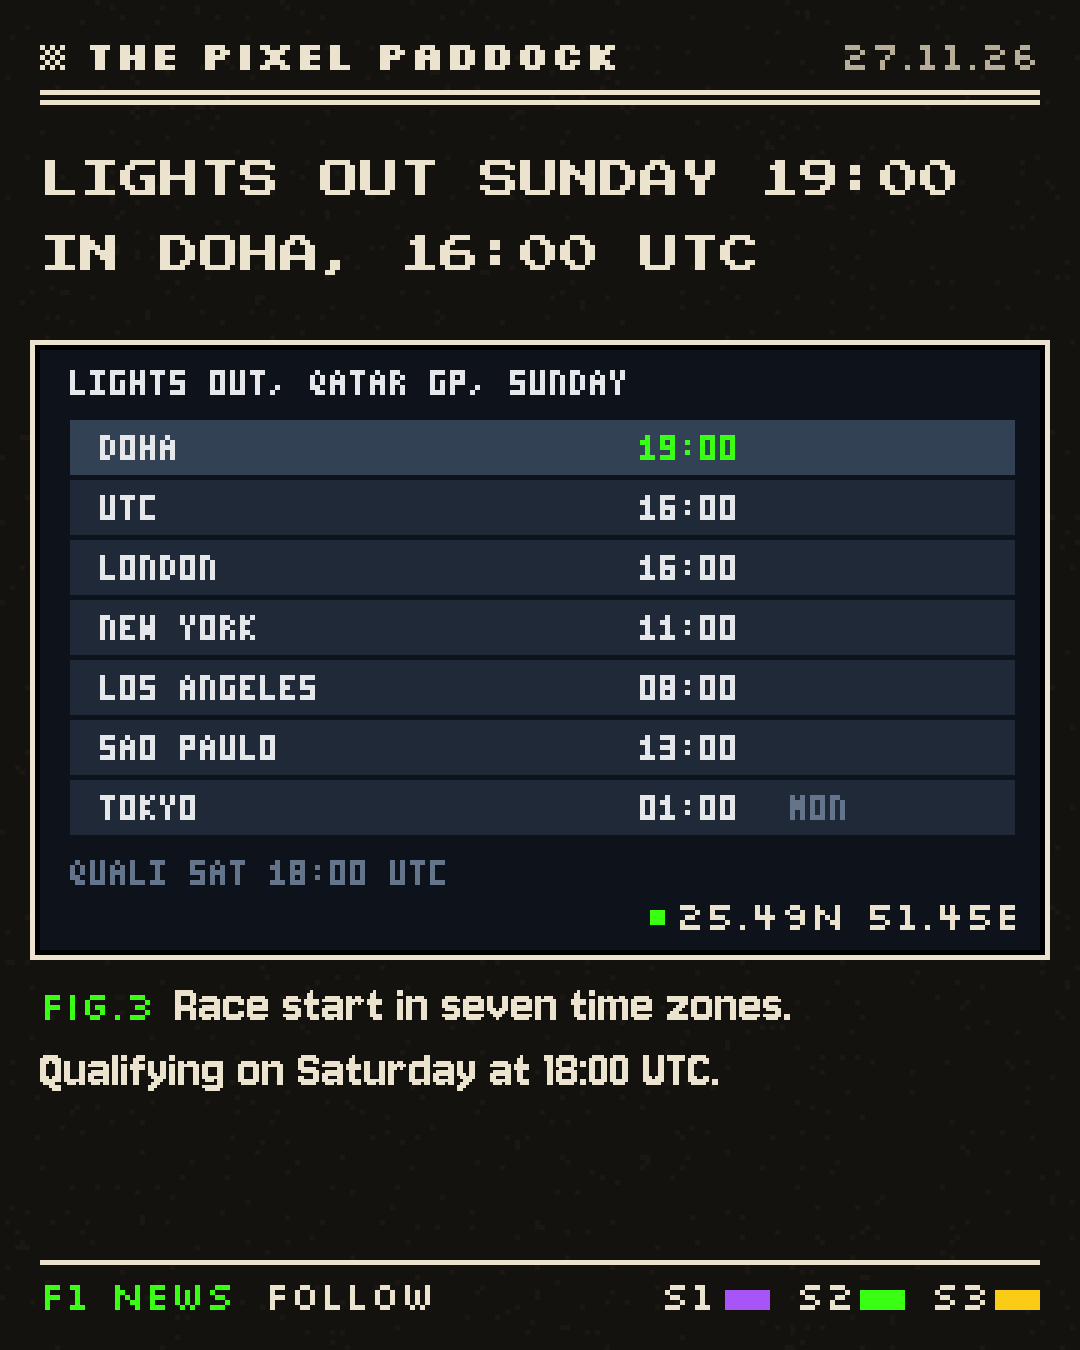 THE PIXEL PADDOCK 27.11.26
LIGHTS OUT SUNDAY 19:00
IN DOHA, 16:00 UTC
LIGHTS OUT, QATAR GP, SUNDAY
DOHA 19:00
UTC 16:00
LONDON 16:00
NEW YORK 11:00
LOS ANGELES 08:00
SAO PAULO 13:00
TOKYO 01:00 MON
QUALI SAT 18:00 UTC
25.49N 51.45E
FIG.3 Race start in seven time zones.
Qualifying on Saturday at 18:00 UTC.
F1 NEWS FOLLOW S1 S2 S3